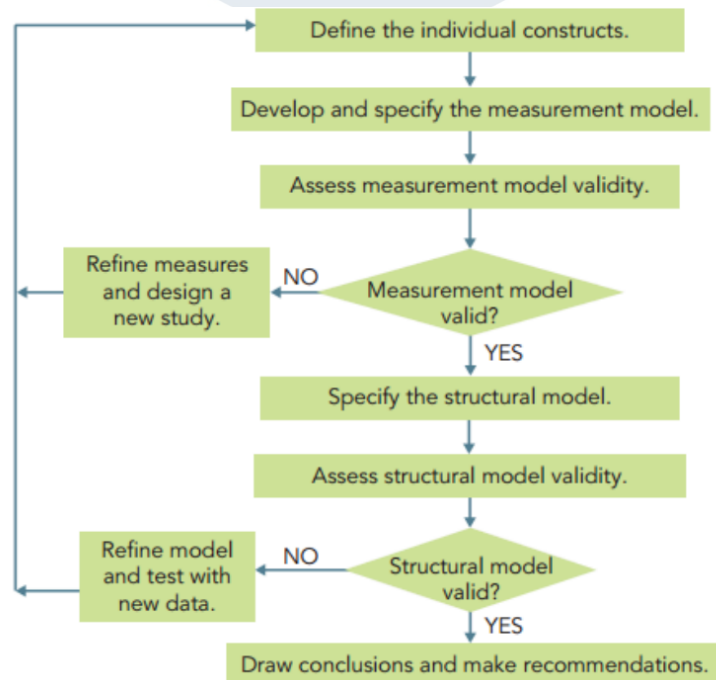 Define the individual constructs.
Develop and specify the measurement model.
Assess measurement model validity.
Refine measures
and design a
new study.
NO
Measurement model
valid?
YES
Specify the structural model.
Assess structural model validity.
Refine model
and test with
new data.
NO
Structural model
valid?
YES
Draw conclusions and make recommendations.